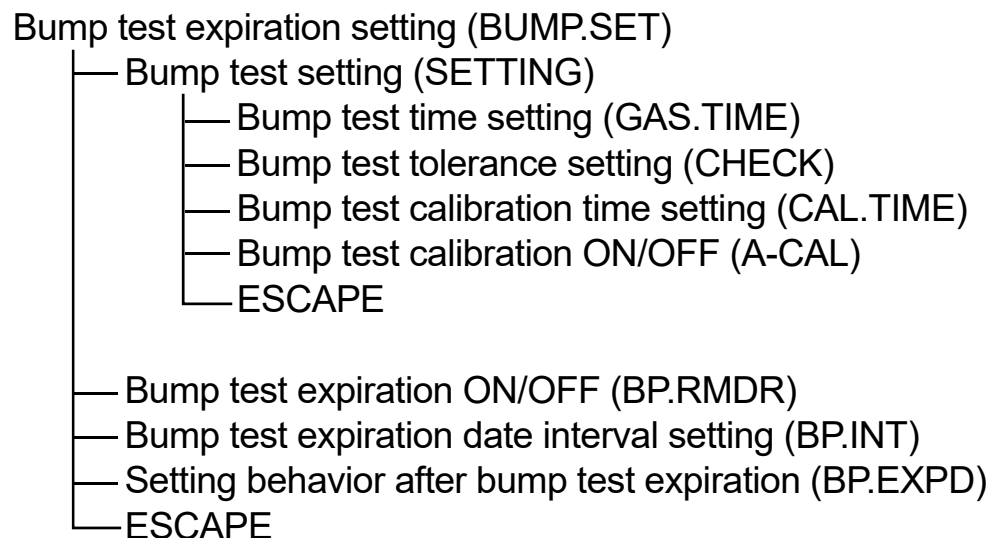 Bump test expiration setting (BUMP.SET)
Bump test setting (SETTING)
Bump test time setting (GAS.TIME)
Bump test tolerance setting (CHECK)
Bump test calibration time setting (CAL.TIME)
Bump test calibration ON/OFF (A-CAL)
ESCAPE
Bump test expiration ON/OFF (BP.RMDR)
Bump test expiration date interval setting (BP.INT)
Setting behavior after bump test expiration (BP.EXPD)
ESCAPE